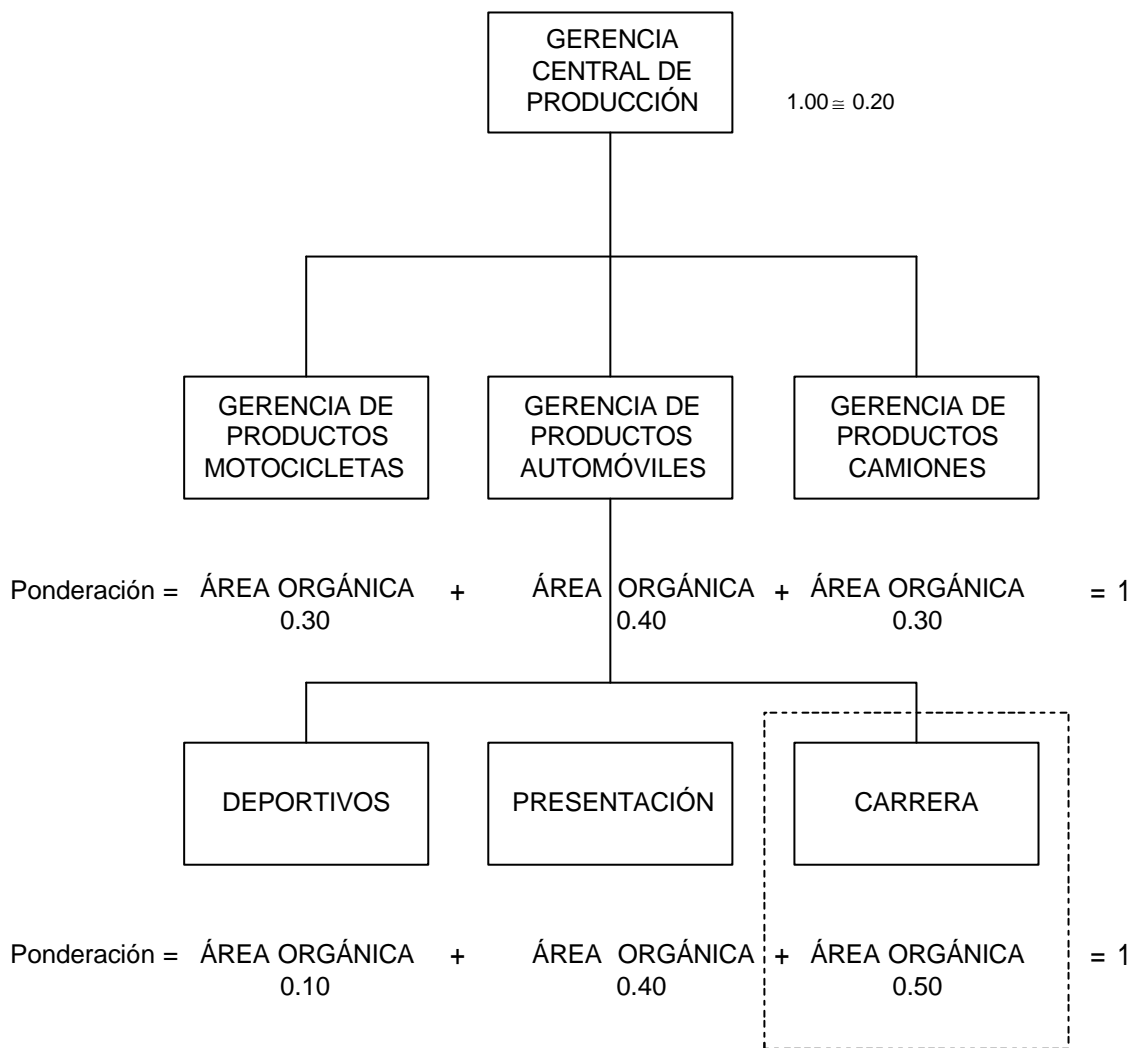 GERENCIA
CENTRAL DE
PRODUCCIÓN
1.00 ≅ 0.20
GERENCIA DE
PRODUCTOS
MOTOCICLETAS
GERENCIA DE
PRODUCTOS
AUTOMÓVILES
GERENCIA DE
PRODUCTOS
CAMIONES
Ponderación = ÁREA ORGÁNICA + ÁREA ORGÁNICA + ÁREA ORGÁNICA = 1
0.30 0.40 0.30
DEPORTIVOS
PRESENTACIÓN
CARRERA
Ponderación = ÁREA ORGÁNICA + ÁREA ORGÁNICA + ÁREA ORGÁNICA = 1
0.10 0.40 0.50